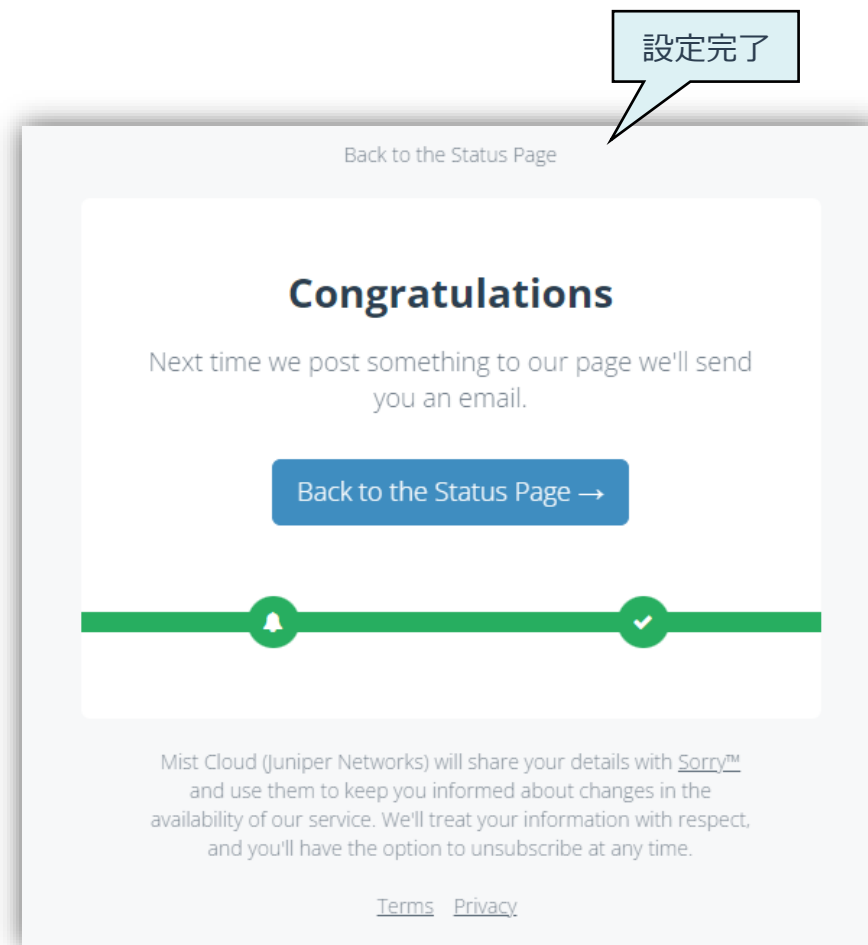 設定完了
Back to the Status Page
Congratulations
Next time we post something to our page we'll send
you an email.
Back to the Status Page →
Mist Cloud (Juniper Networks) will share your details with Sorry™
and use them to keep you informed about changes in the
availability of our service. We'll treat your information with respect,
and you'll have the option to unsubscribe at any time.
Terms Privacy